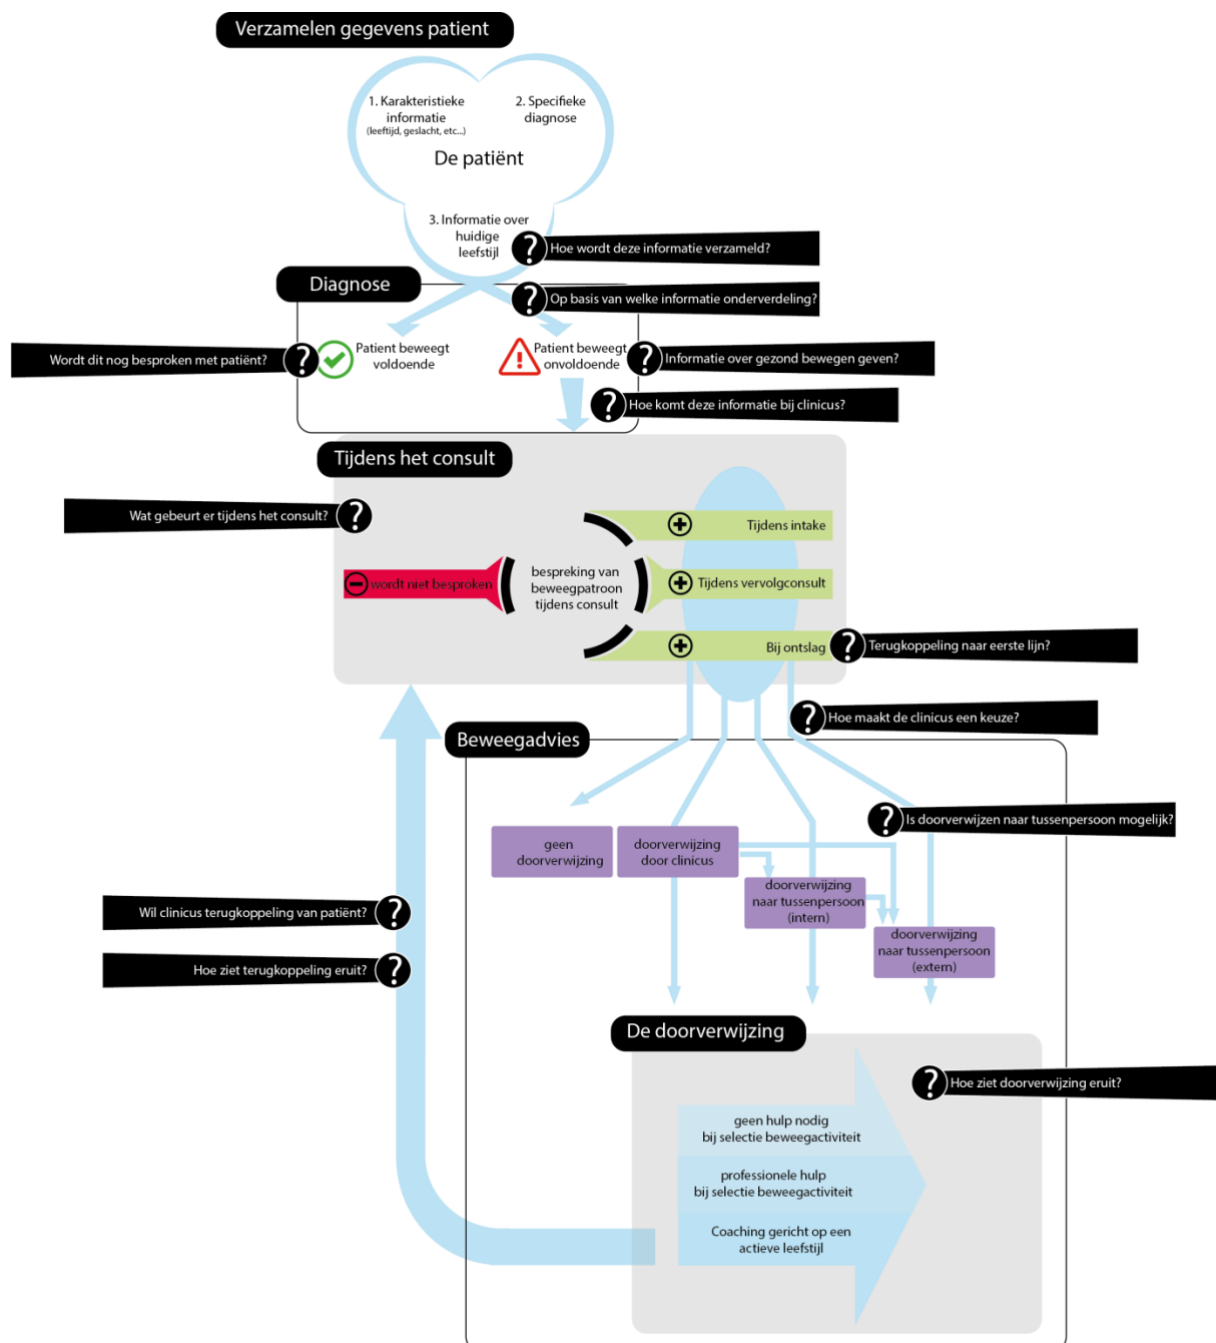 Verzamelen gegevens patient
1. Karakteristieke
informatie
(leeftijd, geslacht, etc...)
2. Specifieke
diagnose
De patiënt
3. Informatie over
huidige
leefstijl
? Hoe wordt deze informatie verzameld?
Diagnose
? Op basis van welke informatie onderverdeling?
Wordt dit nog besproken met patiënt? ?
Patient beweegt
voldoende
! Patient beweegt
onvoldoende
? Informatie over gezond bewegen geven?
? Hoe komt deze informatie bij clinicus?
Tijdens het consult
Wat gebeurt er tijdens het consult? ?
+ Tijdens intake
− wordt niet besproken
bespreking van
beweegpatroon
tijdens consult
+ Tijdens vervolgconsult
+ Bij ontslag
? Terugkoppeling naar eerste lijn?
? Hoe maakt de clinicus een keuze?
Beweegadvies
? Is doorverwijzen naar tussenpersoon mogelijk?
geen
doorverwijzing
doorverwijzing
door clinicus
doorverwijzing
naar tussenpersoon
(intern)
doorverwijzing
naar tussenpersoon
(extern)
Wil clinicus terugkoppeling van patiënt? ?
Hoe ziet terugkoppeling eruit? ?
De doorverwijzing
? Hoe ziet doorverwijzing eruit?
geen hulp nodig
bij selectie beweegactiviteit
professionele hulp
bij selectie beweegactiviteit
Coaching gericht op een
actieve leefstijl